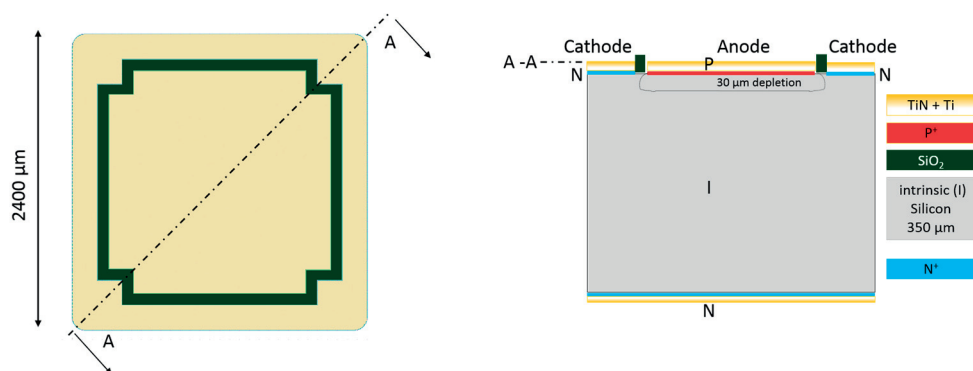 2400 µm
A
A
A -A
Cathode
Anode
Cathode
N
P
N
30 µm depletion
I
N
TiN + Ti
P+
SiO2
intrinsic (I)
Silicon
350 µm
N+